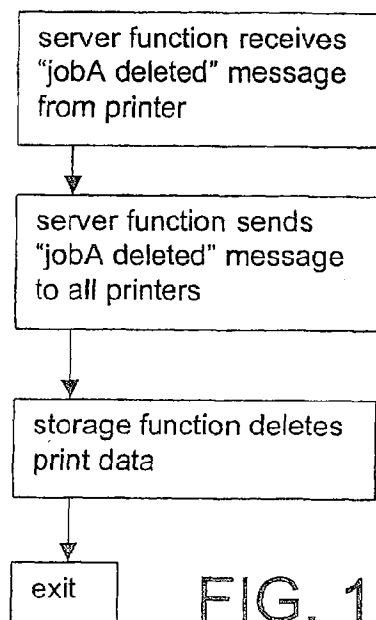 server function receives
"jobA deleted" message
from printer
server function sends
"jobA deleted" message
to all printers
storage function deletes
print data
exit
FIG. 1